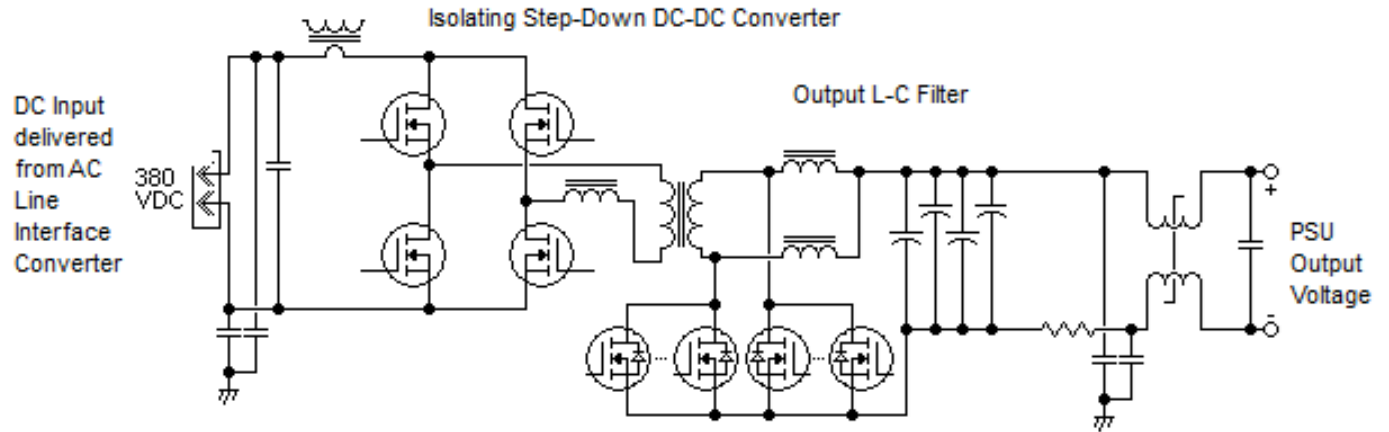 Isolating Step-Down DC-DC Converter
DC Input
delivered
from AC
Line
Interface
Converter
380
VDC
Output L-C Filter
+
-
PSU
Output
Voltage